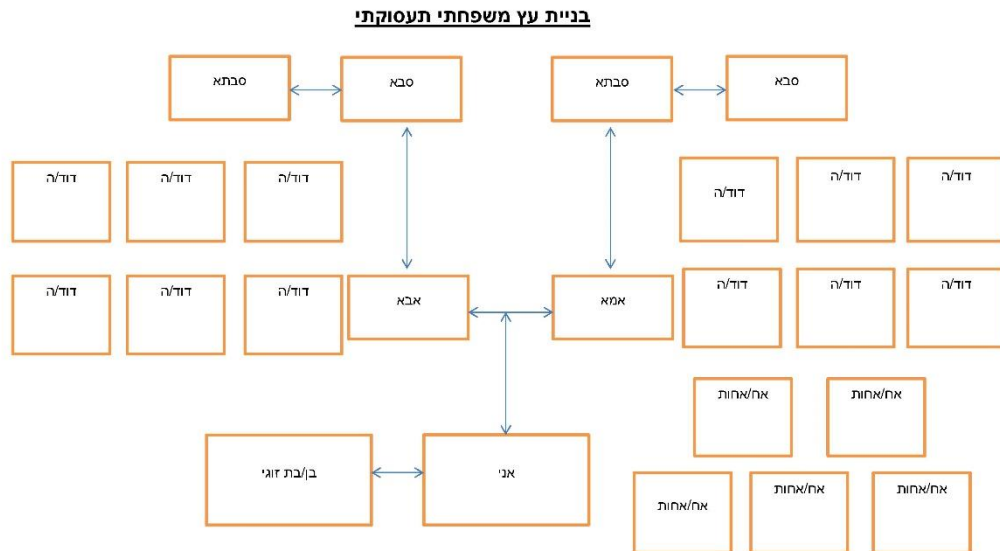 בניית עץ משפחתי תעסוקתי
סבא
סבתא
סבא
סבתא
דוד/ה
דוד/ה
דוד/ה
דוד/ה
דוד/ה
דוד/ה
דוד/ה
דוד/ה
דוד/ה
אמא
אבא
דוד/ה
דוד/ה
דוד/ה
אח/אחות
אח/אחות
אני
בן/בת זוגי
אח/אחות
אח/אחות
אח/אחות